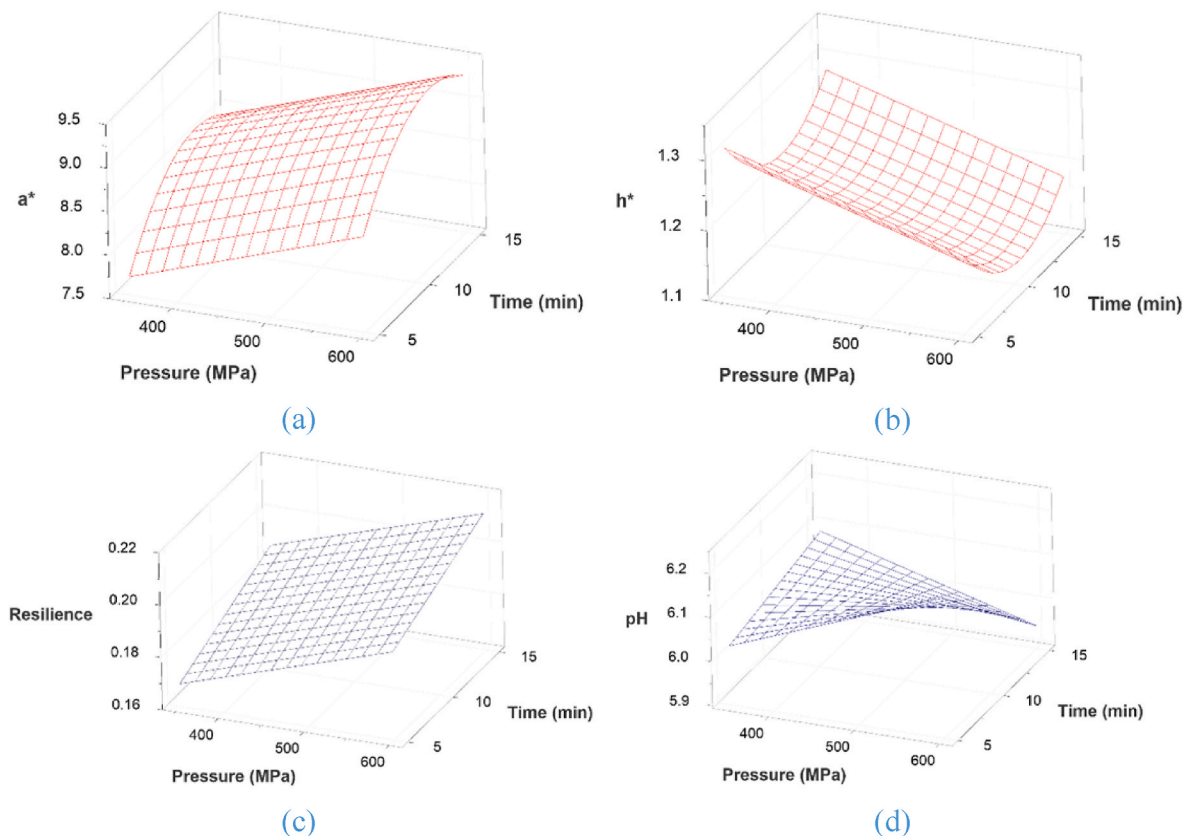 9.5
9.0
a*
8.5
8.0
7.5
400
500
600
5
10
15
Time (min)
Pressure (MPa)
(a)
1.3
h*
1.2
1.1
400
500
600
5
10
15
Time (min)
Pressure (MPa)
(b)
0.22
0.20
Resilience
0.18
0.16
400
500
600
5
10
15
Time (min)
Pressure (MPa)
(c)
6.2
6.1
pH
6.0
5.9
400
500
600
5
10
15
Time (min)
Pressure (MPa)
(d)